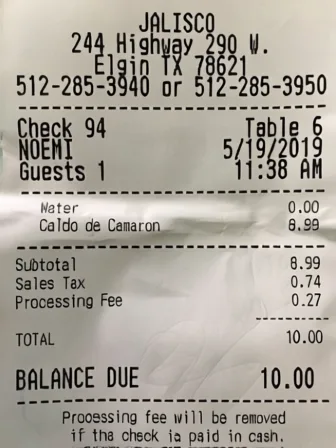 JALISCO
244 Highway 290 W.
Elgin TX 78621
512-285-3940 or 512-285-3950
Check 94 Table 6
NOEMI 5/19/2019
Guests 1 11:38 AM
Water 0.00
Caldo de Camaron 8.99
Subtotal 8.99
Sales Tax 0.74
Processing Fee 0.27
TOTAL 10.00
BALANCE DUE 10.00
Processing fee will be removed
if the check is paid in cash.